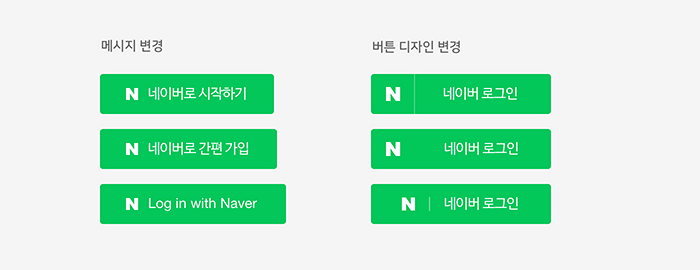 메시지 변경
N 네이버로 시작하기
N 네이버로 간편 가입
N Log in with Naver
버튼 디자인 변경
N 네이버 로그인
N 네이버 로그인
N 네이버 로그인